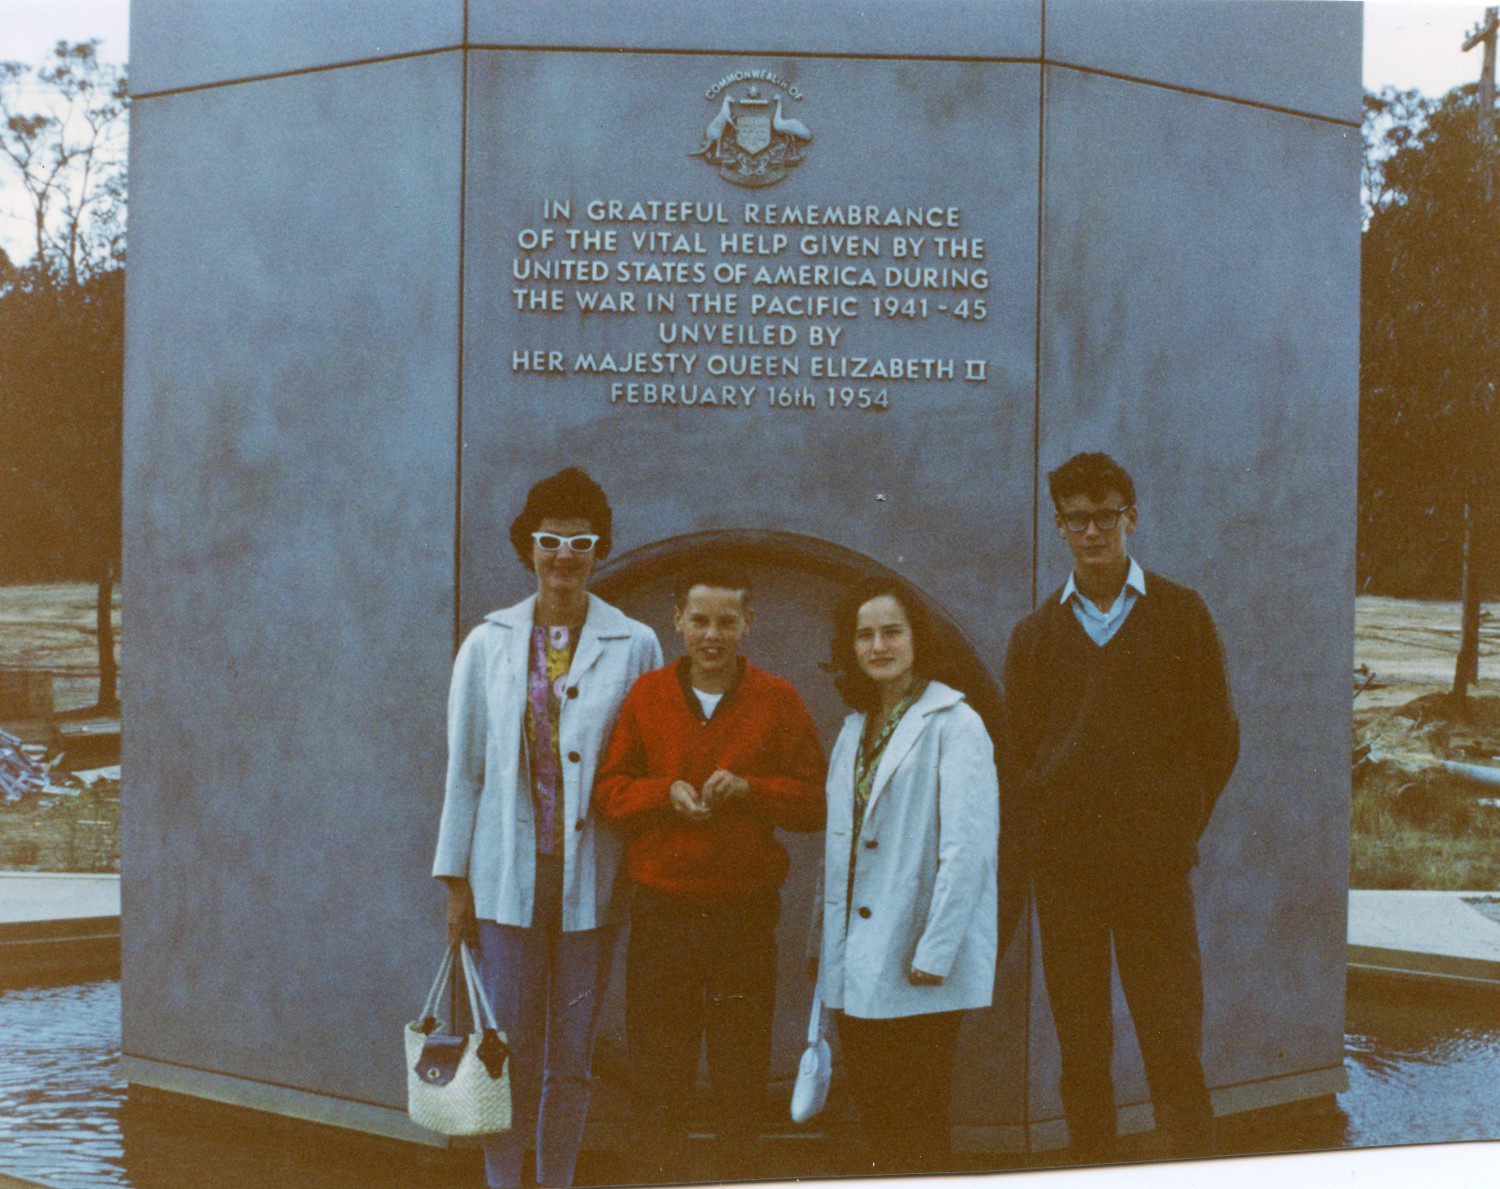 COMMONWEALTH OF
IN GRATEFUL REMEMBRANCE
OF THE VITAL HELP GIVEN BY THE
UNITED STATES OF AMERICA DURING
THE WAR IN THE PACIFIC 1941-45
UNVEILED BY
HER MAJESTY QUEEN ELIZABETH II
FEBRUARY 16th 1954